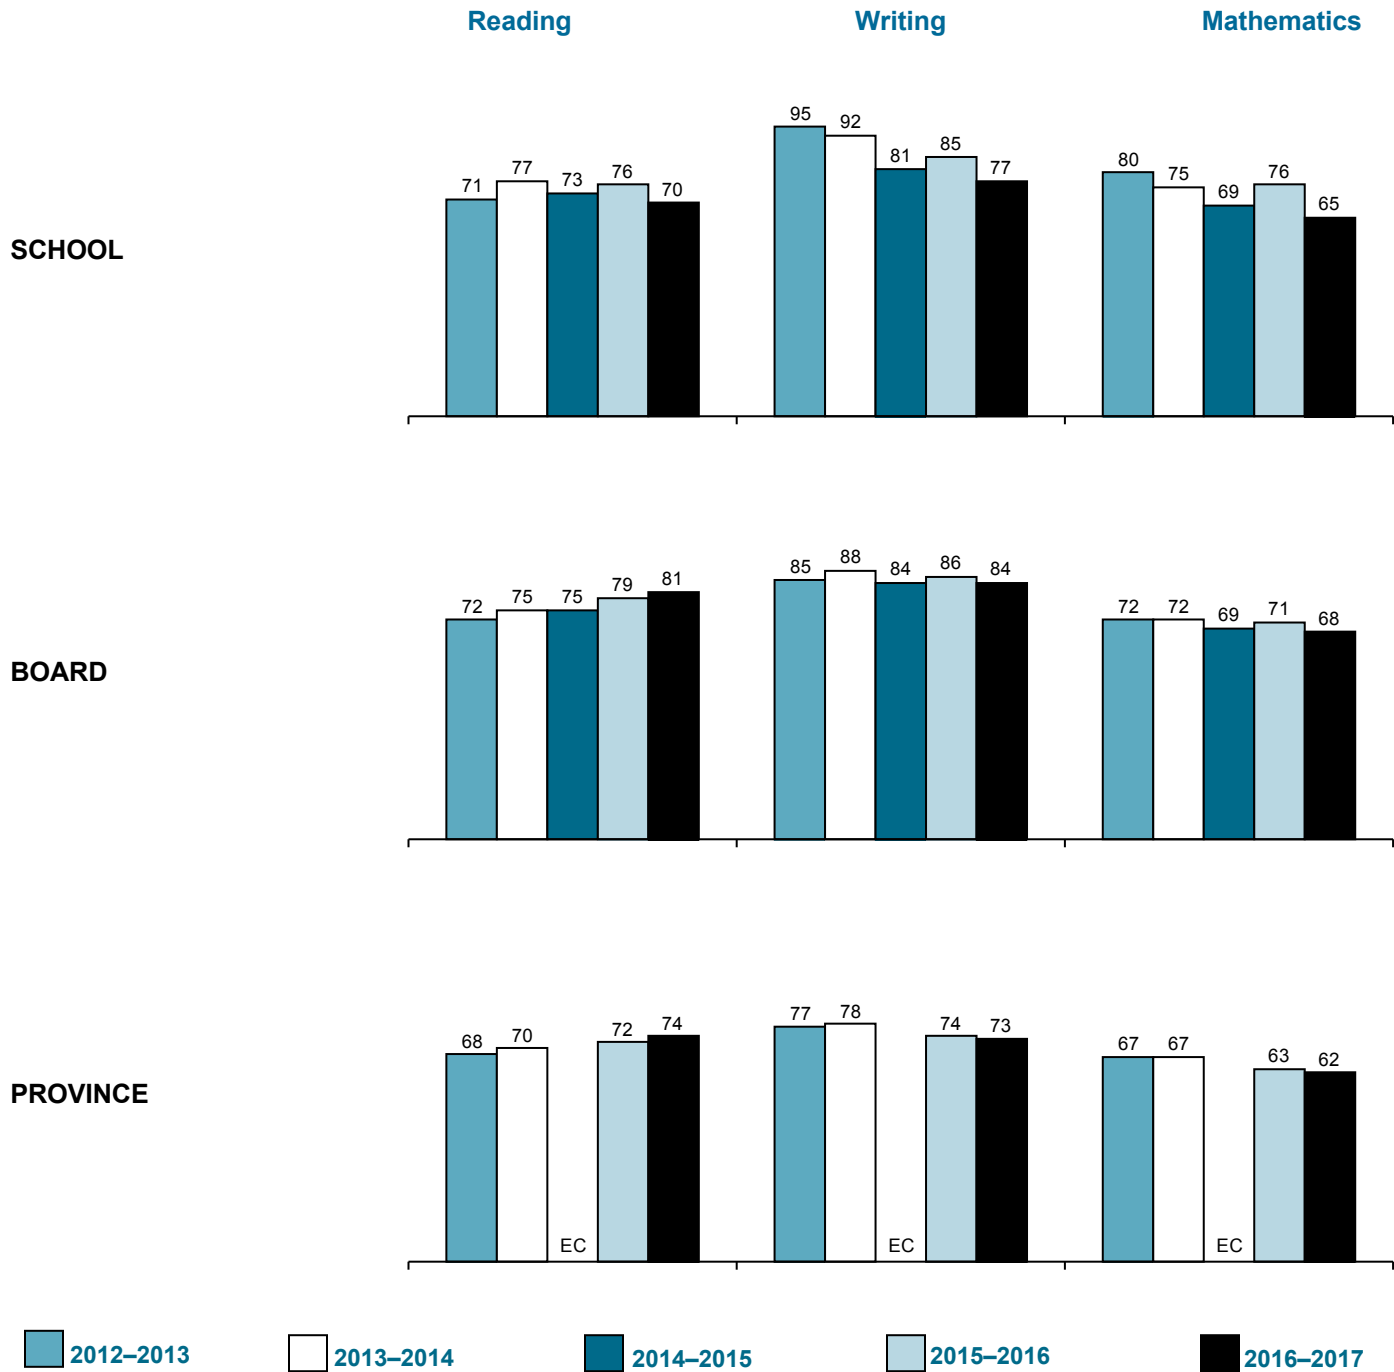 Reading Writing Mathematics
SCHOOL
71 77 73 76 70
95 92 81 85 77
80 75 69 76 65
BOARD
72 75 75 79 81
85 88 84 86 84
72 72 69 71 68
PROVINCE
68 70 EC 72 74
77 78 EC 74 73
67 67 EC 63 62
2012–2013 2013–2014 2014–2015 2015–2016 2016–2017